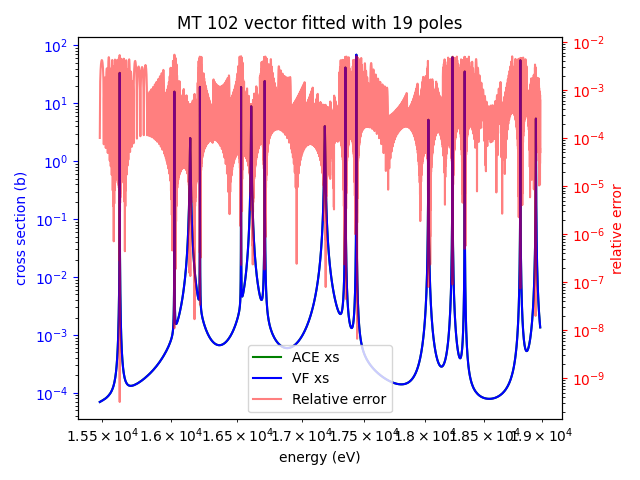 MT 102 vector fitted with 19 poles
cross section (b)
10²
10¹
10⁰
10⁻¹
10⁻²
10⁻³
10⁻⁴
10⁻²
10⁻³
10⁻⁴
10⁻⁵
10⁻⁶
10⁻⁷
10⁻⁸
10⁻⁹
relative error
ACE xs
VF xs
Relative error
1.55×10⁴ 1.6×10⁴ 1.65×10⁴ 1.7×10⁴ 1.75×10⁴ 1.8×10⁴ 1.85×10⁴ 1.9×10⁴
energy (eV)